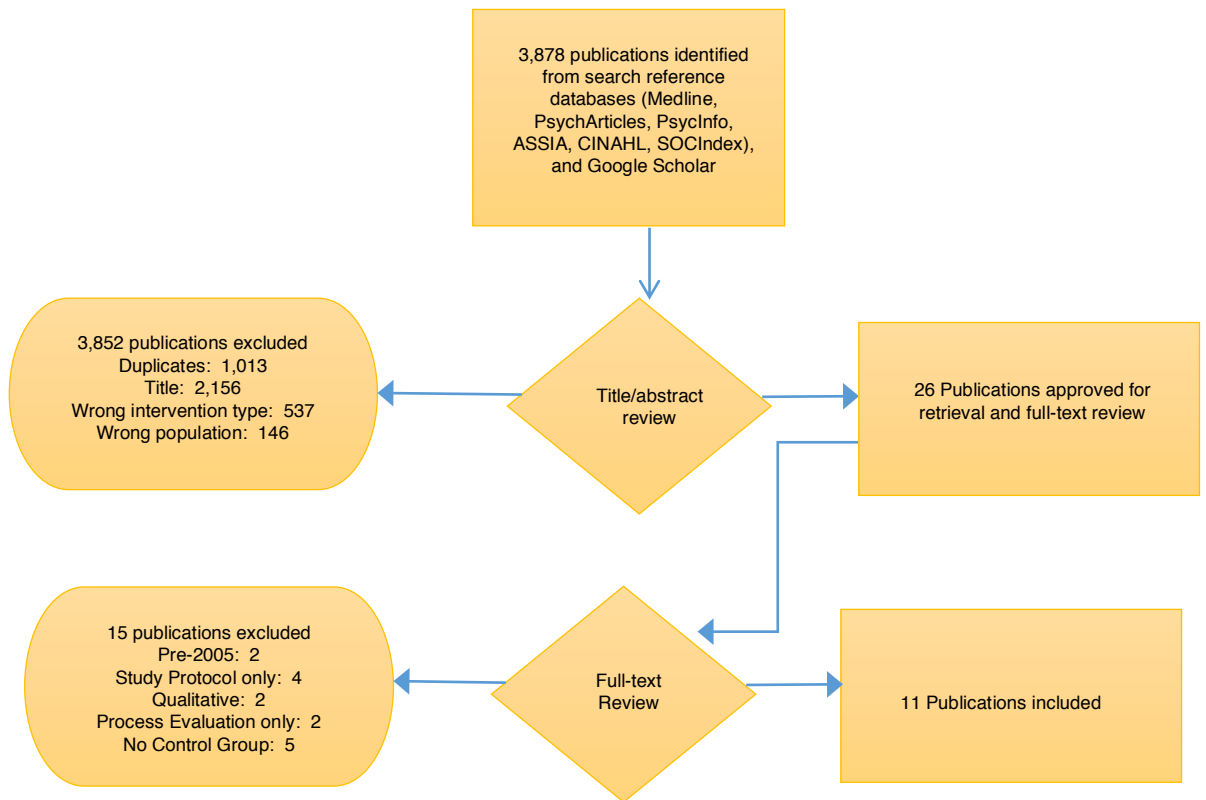 3,878 publications identified
from search reference
databases (Medline,
PsychArticles, PsycInfo,
ASSIA, CINAHL, SOCIndex),
and Google Scholar
3,852 publications excluded
Duplicates: 1,013
Title: 2,156
Wrong intervention type: 537
Wrong population: 146
Title/abstract
review
26 Publications approved for
retrieval and full-text review
15 publications excluded
Pre-2005: 2
Study Protocol only: 4
Qualitative: 2
Process Evaluation only: 2
No Control Group: 5
Full-text
Review
11 Publications included